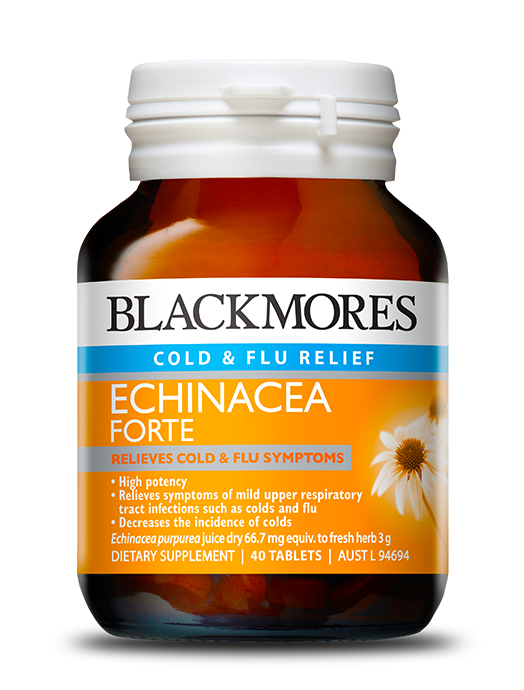 BLACKMORES
COLD & FLU RELIEF
ECHINACEA
FORTE
RELIEVES COLD & FLU SYMPTOMS
• High potency
• Relieves symptoms of mild upper respiratory
tract infections such as colds and flu
• Decreases the incidence of colds
Echinacea purpurea juice dry 66.7 mg equiv. to fresh herb 3 g
DIETARY SUPPLEMENT | 40 TABLETS | AUST L 94694